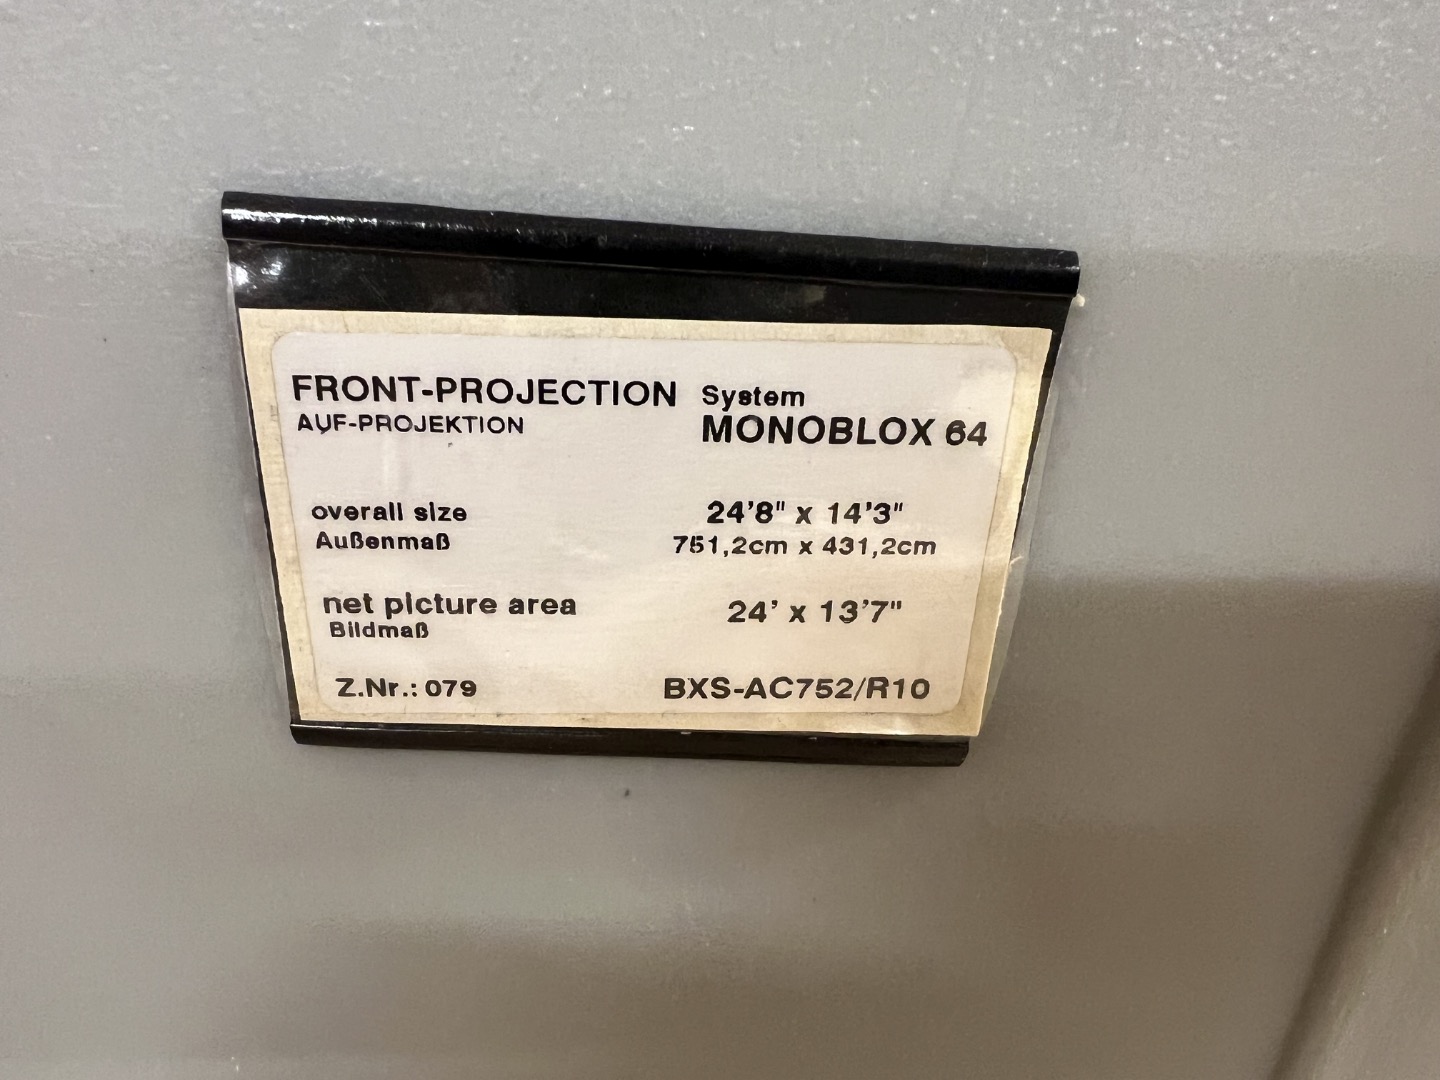 FRONT-PROJECTION System
AUF-PROJEKTION MONOBLOX 64
overall size 24'8" x 14'3"
Außenmaß 751,2cm x 431,2cm
net picture area 24' x 13'7"
Bildmaß
Z.Nr.: 079 BXS-AC752/R10